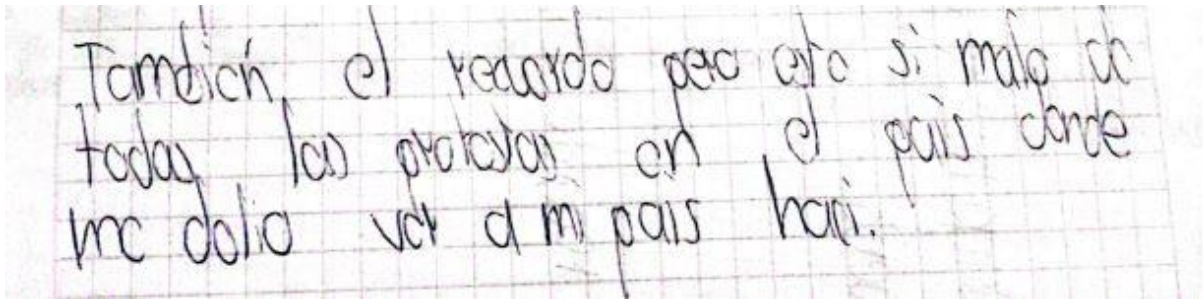 También el recuerdo pero este si malo de
todas las protestas en el país donde
me dolio ver a mi país